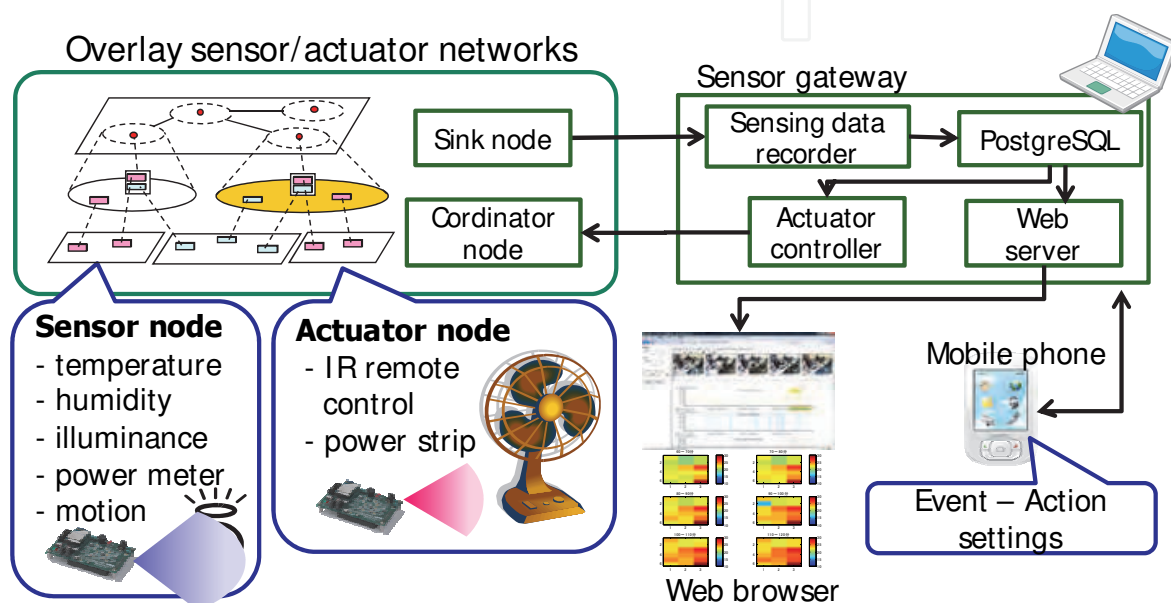 Overlay sensor/actuator networks
Sensor gateway
Sink node
Sensing data
recorder
PostgreSQL
Cordinator
node
Actuator
controller
Web
server
Sensor node
- temperature
- humidity
- illuminance
- power meter
- motion
Actuator node
- IR remote
control
- power strip
Mobile phone
Event – Action
settings
Web browser